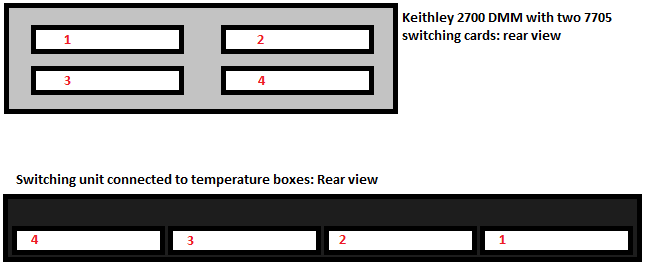 Keithley 2700 DMM with two 7705
switching cards: rear view
1 2
3 4
Switching unit connected to temperature boxes: Rear view
4 3 2 1